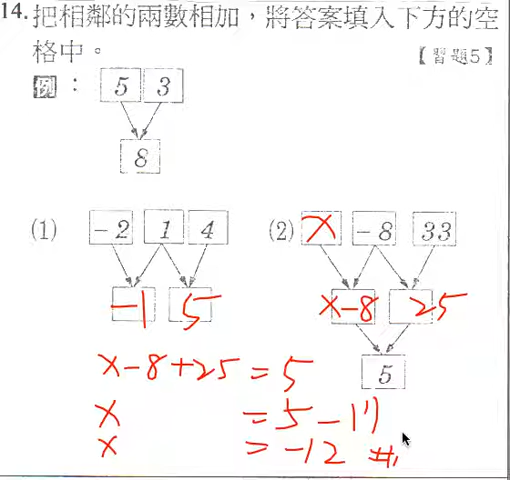 14.把相鄰的兩數相加，將答案填入下方的空
格中。 【習題5】
例： 5 3
8
(1) -2 1 4 (2) x -8 33
-1 5 x-8 25
5
x-8+25=5
x =5-17
x =-12 #